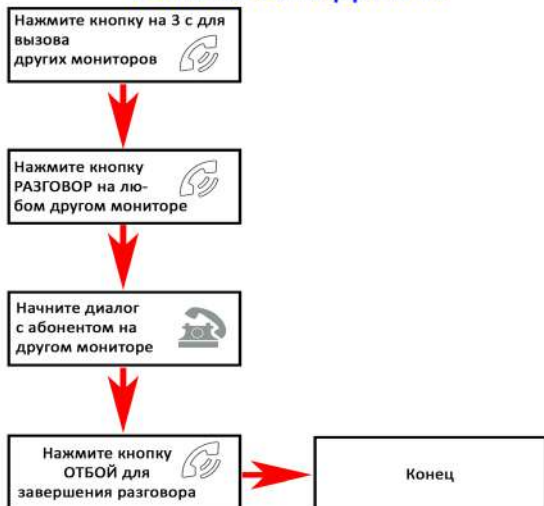 Нажмите кнопку на 3 с для
вызова
других мониторов
Нажмите кнопку
РАЗГОВОР на лю-
бом другом мониторе
Начните диалог
с абонентом на
другом мониторе
Нажмите кнопку
ОТБОЙ для
завершения разговора
Конец